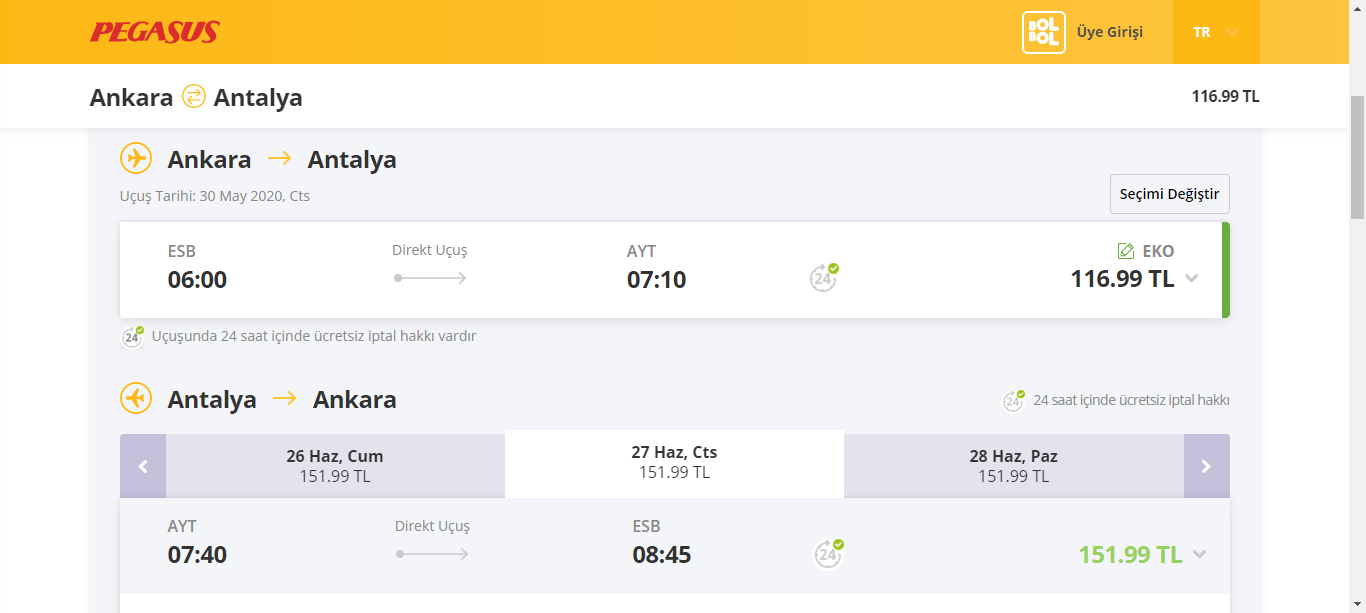 PEGASUS
BOL BOL
Üye Girişi
TR
Ankara Antalya
116.99 TL
Ankara Antalya
Uçuş Tarihi: 30 May 2020, Cts
Seçimi Değiştir
ESB Direkt Uçuş AYT EKO
06:00 07:10 24 116.99 TL
24 Uçuşunda 24 saat içinde ücretsiz iptal hakkı vardır
Antalya Ankara
24 24 saat içinde ücretsiz iptal hakkı
26 Haz, Cum 27 Haz, Cts 28 Haz, Paz
151.99 TL 151.99 TL 151.99 TL
AYT Direkt Uçuş ESB
07:40 08:45 24 151.99 TL